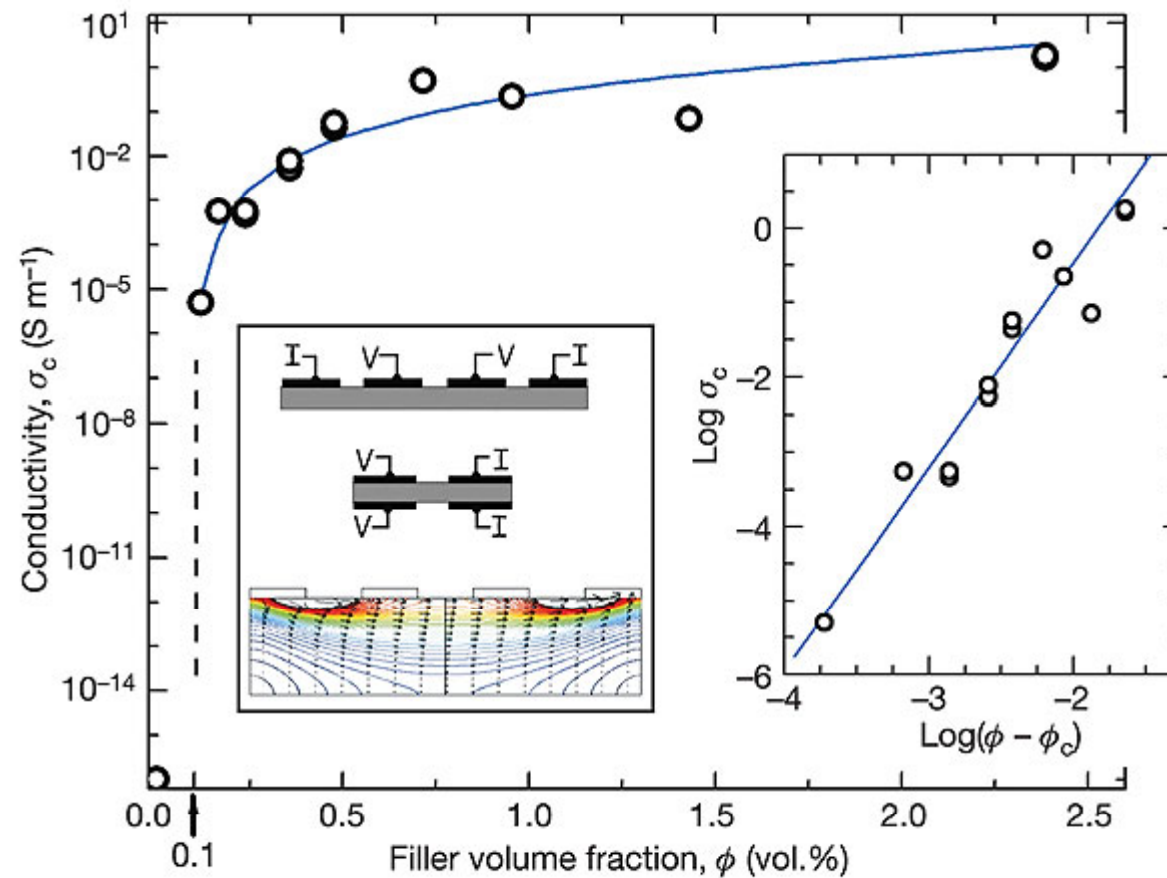 10¹
10⁻²
10⁻⁵
10⁻⁸
10⁻¹¹
10⁻¹⁴
Conductivity, σc (S m⁻¹)
0.0 0.5 1.0 1.5 2.0 2.5
0.1
Filler volume fraction, ϕ (vol.%)
I V V I
V I
V I
0
−2
−4
−6
Log σc
−4 −3 −2
Log(ϕ − ϕc)